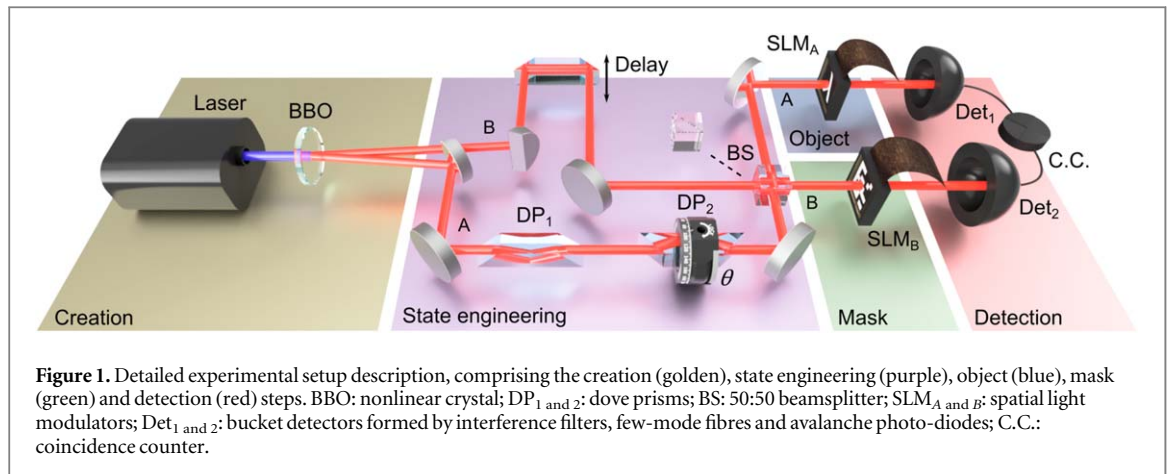 Laser
BBO
B
Delay
SLM_A
A
Object
Det₁
C.C.
BS
A
DP₁
DP₂
B
SLM_B
Det₂
θ
Creation
State engineering
Mask
Detection
Figure 1. Detailed experimental setup description, comprising the creation (golden), state engineering (purple), object (blue), mask
(green) and detection (red) steps. BBO: nonlinear crystal; DP₁ and ₂: dove prisms; BS: 50:50 beamsplitter; SLM_A and B: spatial light
modulators; Det₁ and ₂: bucket detectors formed by interference filters, few-mode fibres and avalanche photo-diodes; C.C.:
coincidence counter.